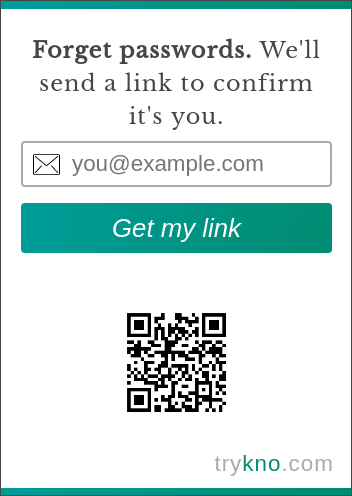 Forget passwords. We'll
send a link to confirm
it's you.
you@example.com
Get my link
trykno.com